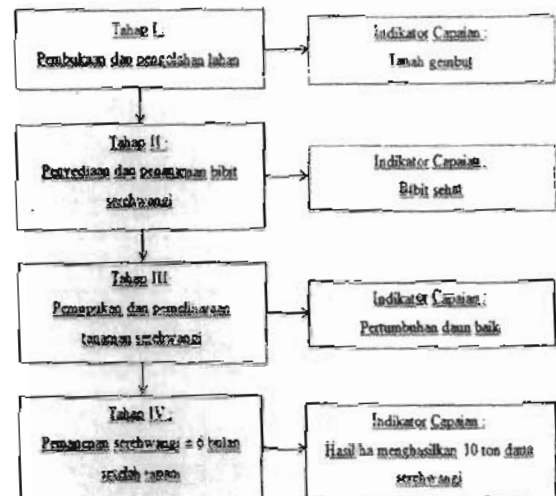 Tahap I :
Pembukaan dan pengolahan lahan
Indikator Capaian :
Tanah gembut
Tahap II :
Penyediaan dan penanaman bibit
serehwangi
Indikator Capaian :
Bibit sehat
Tahap III
Pemupukan dan pemeliharaan
tanaman serehwangi
Indikator Capaian :
Pertumbuhan daun baik
Tahap IV :
Pemanenan serehwangi ± 6 bulan
setelah tanam
Indikator Capaian :
Hasil ha menghasilkan 10 ton daun
serehwangi